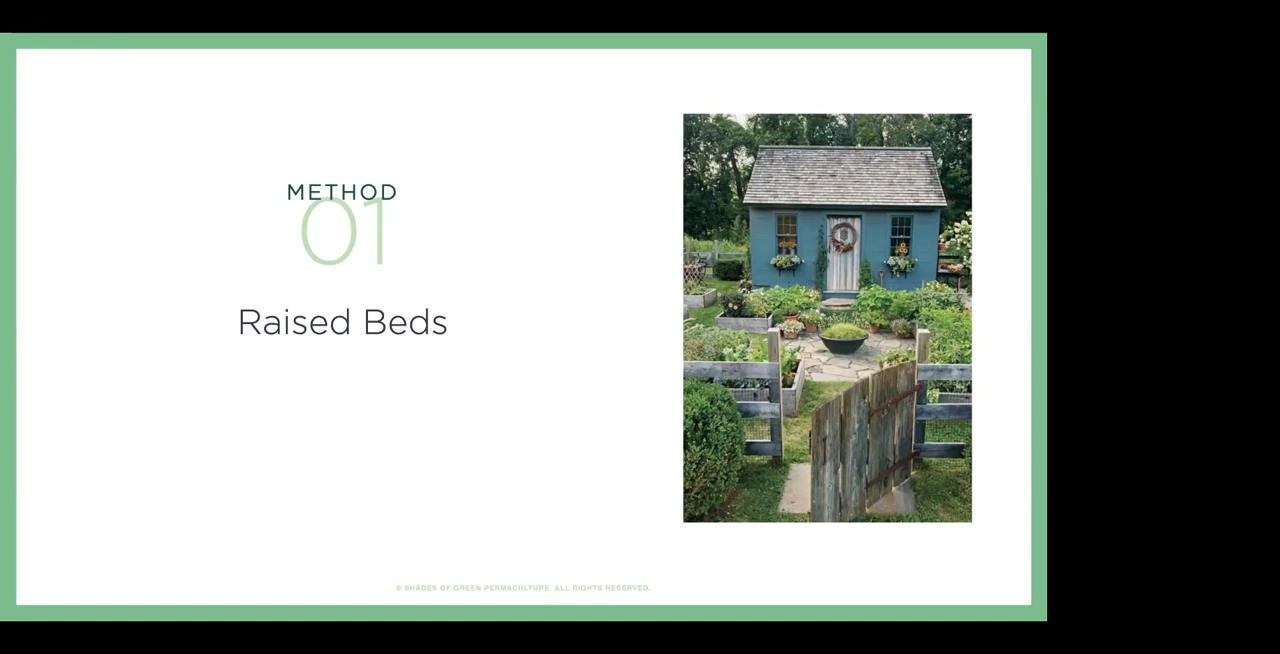 METHOD
01
Raised Beds
© SHADES OF GREEN PERMACULTURE. ALL RIGHTS RESERVED.